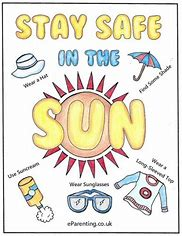 STAY SAFE
IN THE
SUN
Wear a Hat
Find Some Shade
Use Suncream
Wear Sunglasses
Wear a
Long-Sleeved Top
eParenting.co.uk